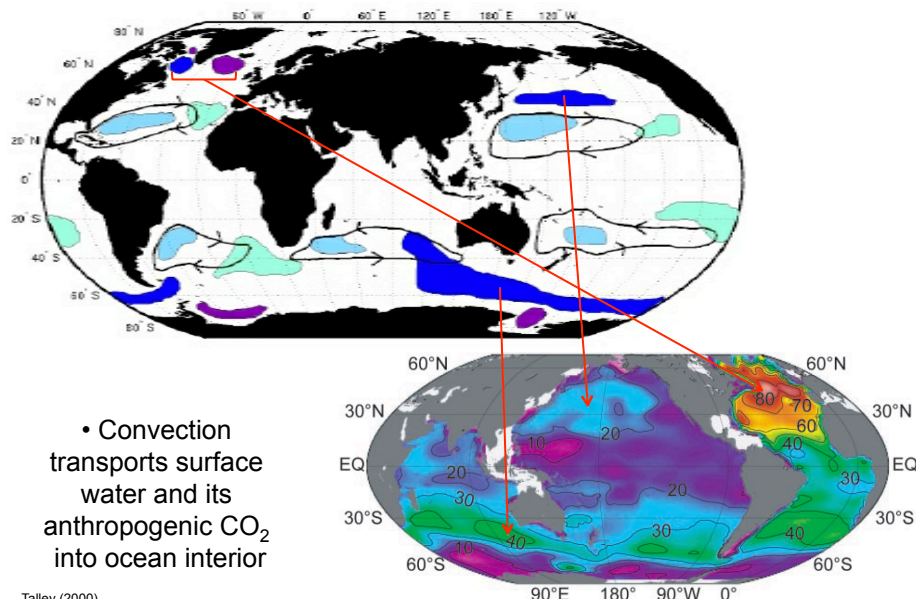 60° W 0° 60° E 120° E 180° E 120° W
80° N
60° N
40° N
20° N
0°
20° S
40° S
60° S
80° S
• Convection
transports surface
water and its
anthropogenic CO₂
into ocean interior
60°N 60°N
80
70
30°N 60 30°N
20 40
10
EQ 20 20 30 EQ
30
30°S 30 40 30°S
40
10
60°S 60°S
90°E 180° 90°W 0°
Talley (2000)